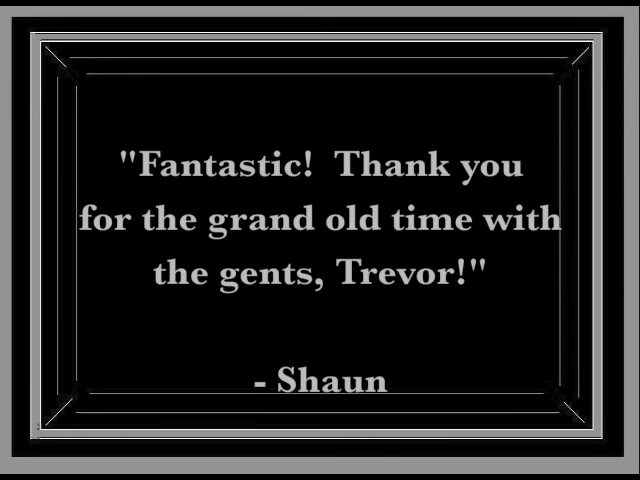 "Fantastic!  Thank you
for the grand old time with
the gents, Trevor!"
- Shaun